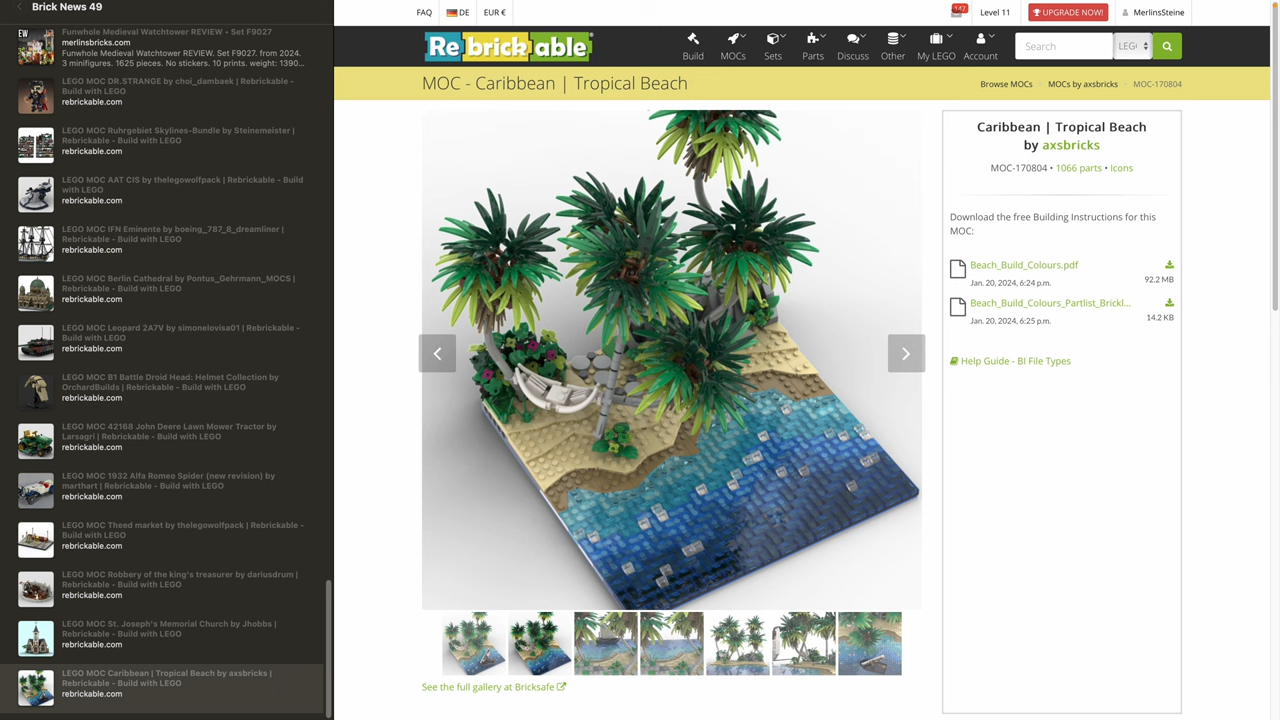 Brick News 49
Funwhole Medieval Watchtower REVIEW • Set F9027
merlinsbricks.com
Funwhole Medieval Watchtower REVIEW. Set F9027. from 2024.
3 minifigures. 1625 pieces. No stickers. 10 prints. weight: 1390...
LEGO MOC DR.STRANGE by choi_dambaek | Rebrickable -
Build with LEGO
rebrickable.com
LEGO MOC Ruhrgebiet Skylines-Bundle by Steinemeister |
Rebrickable - Build with LEGO
rebrickable.com
LEGO MOC AAT CIS by thelegowolfpack | Rebrickable - Build
with LEGO
rebrickable.com
LEGO MOC IFN Eminente by boeing_787_8_dreamliner |
Rebrickable - Build with LEGO
rebrickable.com
LEGO MOC Berlin Cathedral by Pontus_Gehrmann_MOCS |
Rebrickable - Build with LEGO
rebrickable.com
LEGO MOC Leopard 2A7V by simonelovisa01 | Rebrickable -
Build with LEGO
rebrickable.com
LEGO MOC B1 Battle Droid Head: Helmet Collection by
OrchardBuilds | Rebrickable - Build with LEGO
rebrickable.com
LEGO MOC 42168 John Deere Lawn Mower Tractor by
Larsagri | Rebrickable - Build with LEGO
rebrickable.com
LEGO MOC 1932 Alfa Romeo Spider (new revision) by
marthart | Rebrickable - Build with LEGO
rebrickable.com
LEGO MOC Theed market by thelegowolfpack | Rebrickable -
Build with LEGO
rebrickable.com
LEGO MOC Robbery of the king's treasurer by dariusdrum |
Rebrickable - Build with LEGO
rebrickable.com
LEGO MOC St. Joseph's Memorial Church by Jhobbs |
Rebrickable - Build with LEGO
rebrickable.com
LEGO MOC Caribbean | Tropical Beach by axsbricks |
Rebrickable - Build with LEGO
rebrickable.com
FAQ DE EUR € 147 Level 11 UPGRADE NOW! MerlinsSteine
Rebrickable
Build MOCs Sets Parts Discuss Other My LEGO Account Search LEG
MOC - Caribbean | Tropical Beach
Browse MOCs MOCs by axsbricks MOC-170804
Caribbean | Tropical Beach
by axsbricks
MOC-170804 • 1066 parts • Icons
Download the free Building Instructions for this
MOC:
Beach_Build_Colours.pdf
Jan. 20, 2024, 6:24 p.m. 92.2 MB
Beach_Build_Colours_Partlist_Brickl...
Jan. 20, 2024, 6:25 p.m. 14.2 KB
Help Guide - BI File Types
See the full gallery at Bricksafe